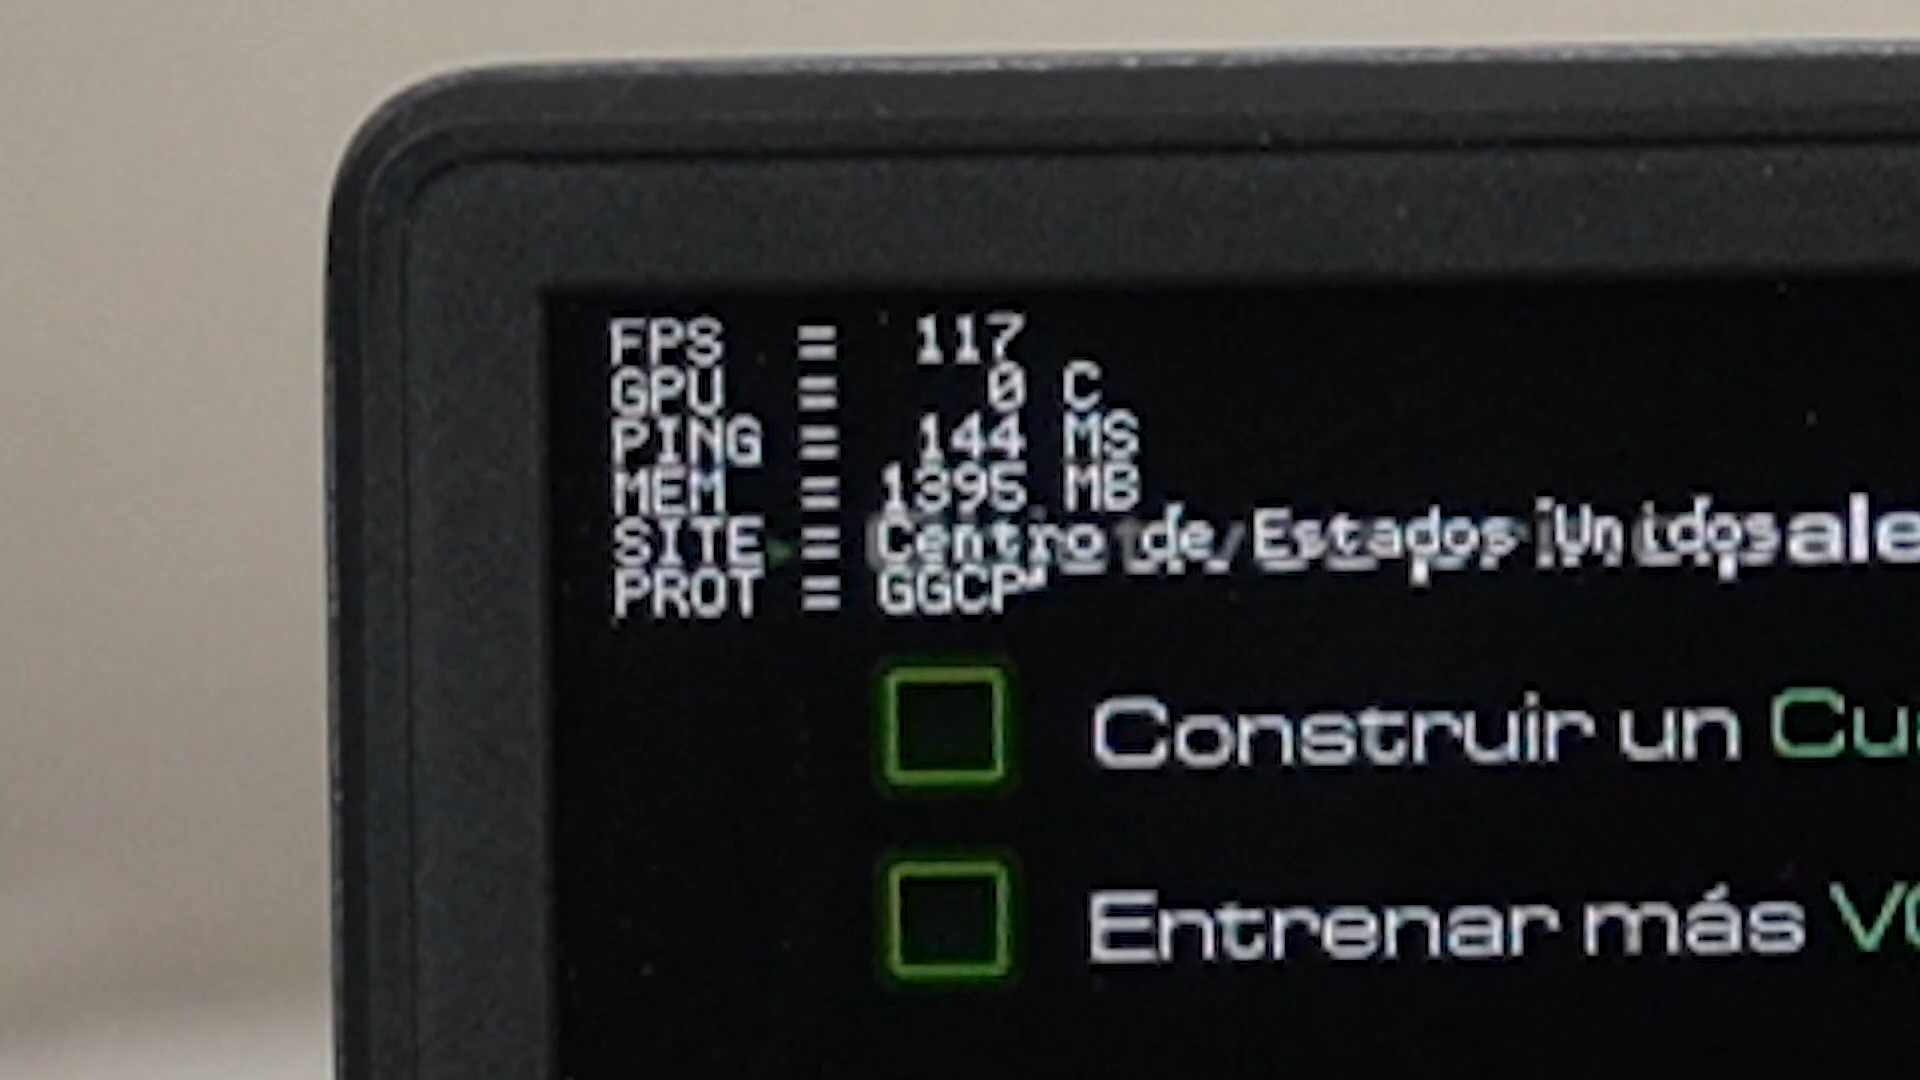 FPS = 117
GPU = 0 C
PING = 144 MS
MEM = 1395 MB
SITE = Centro de Estados Unidos
PROT = GGCP
Construir un
Entrenar más